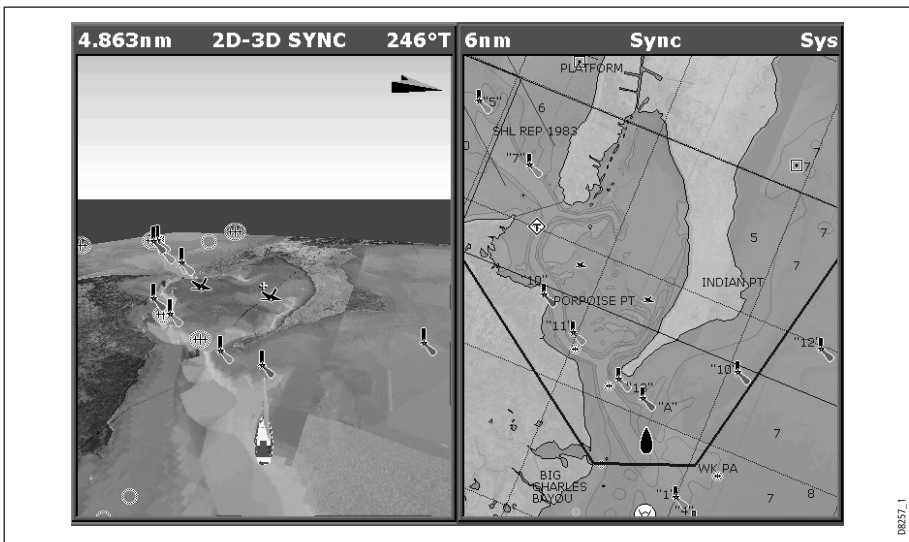 4.863nm 2D-3D SYNC 246°T
6nm Sync Sys
PLATFORM
"5"
6
SHL REP 1983
"7"
7
5
7
INDIAN PT
7
"10"
PORPOISE PT
"11"
"12"
"10"
"13"
"A"
7
WK PA
BIG
CHARLES
BAYOU
"1"
7
8
"4"
D8257_1